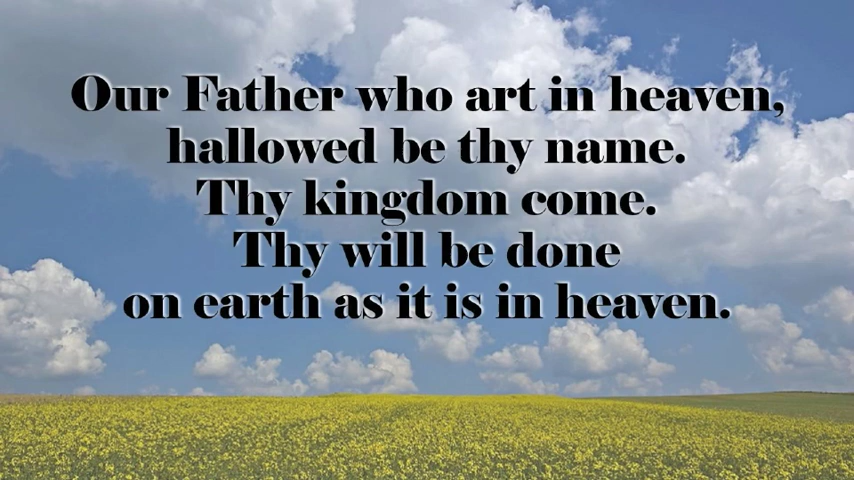 Our Father who art in heaven,
hallowed be thy name.
Thy kingdom come.
Thy will be done
on earth as it is in heaven.